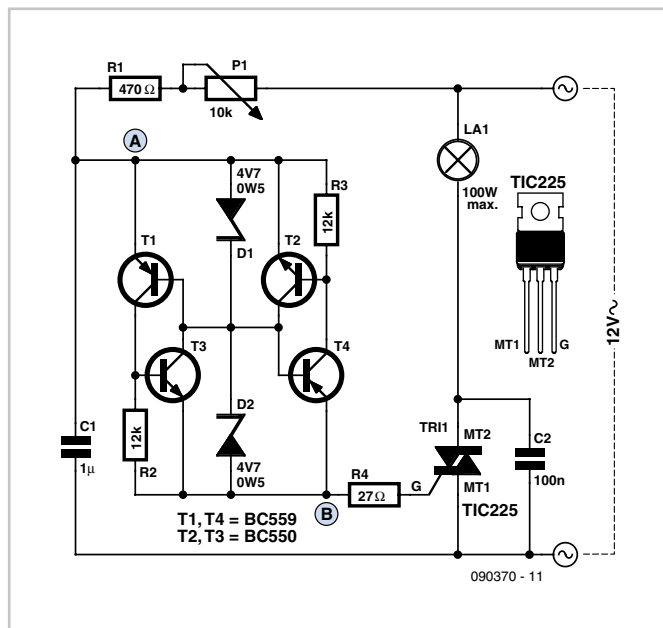 R1
470 Ω
P1
10k
A
LA1
100W
max.
TIC225
MT1
MT2
G
12V~
4V7
0W5
D1
R3
12k
T1
T2
T3
T4
D2
4V7
0W5
C1
1µ
12k
R2
B
R4
27Ω
G
TRI1
MT2
MT1
TIC225
C2
100n
T1, T4 = BC559
T2, T3 = BC550
090370 - 11